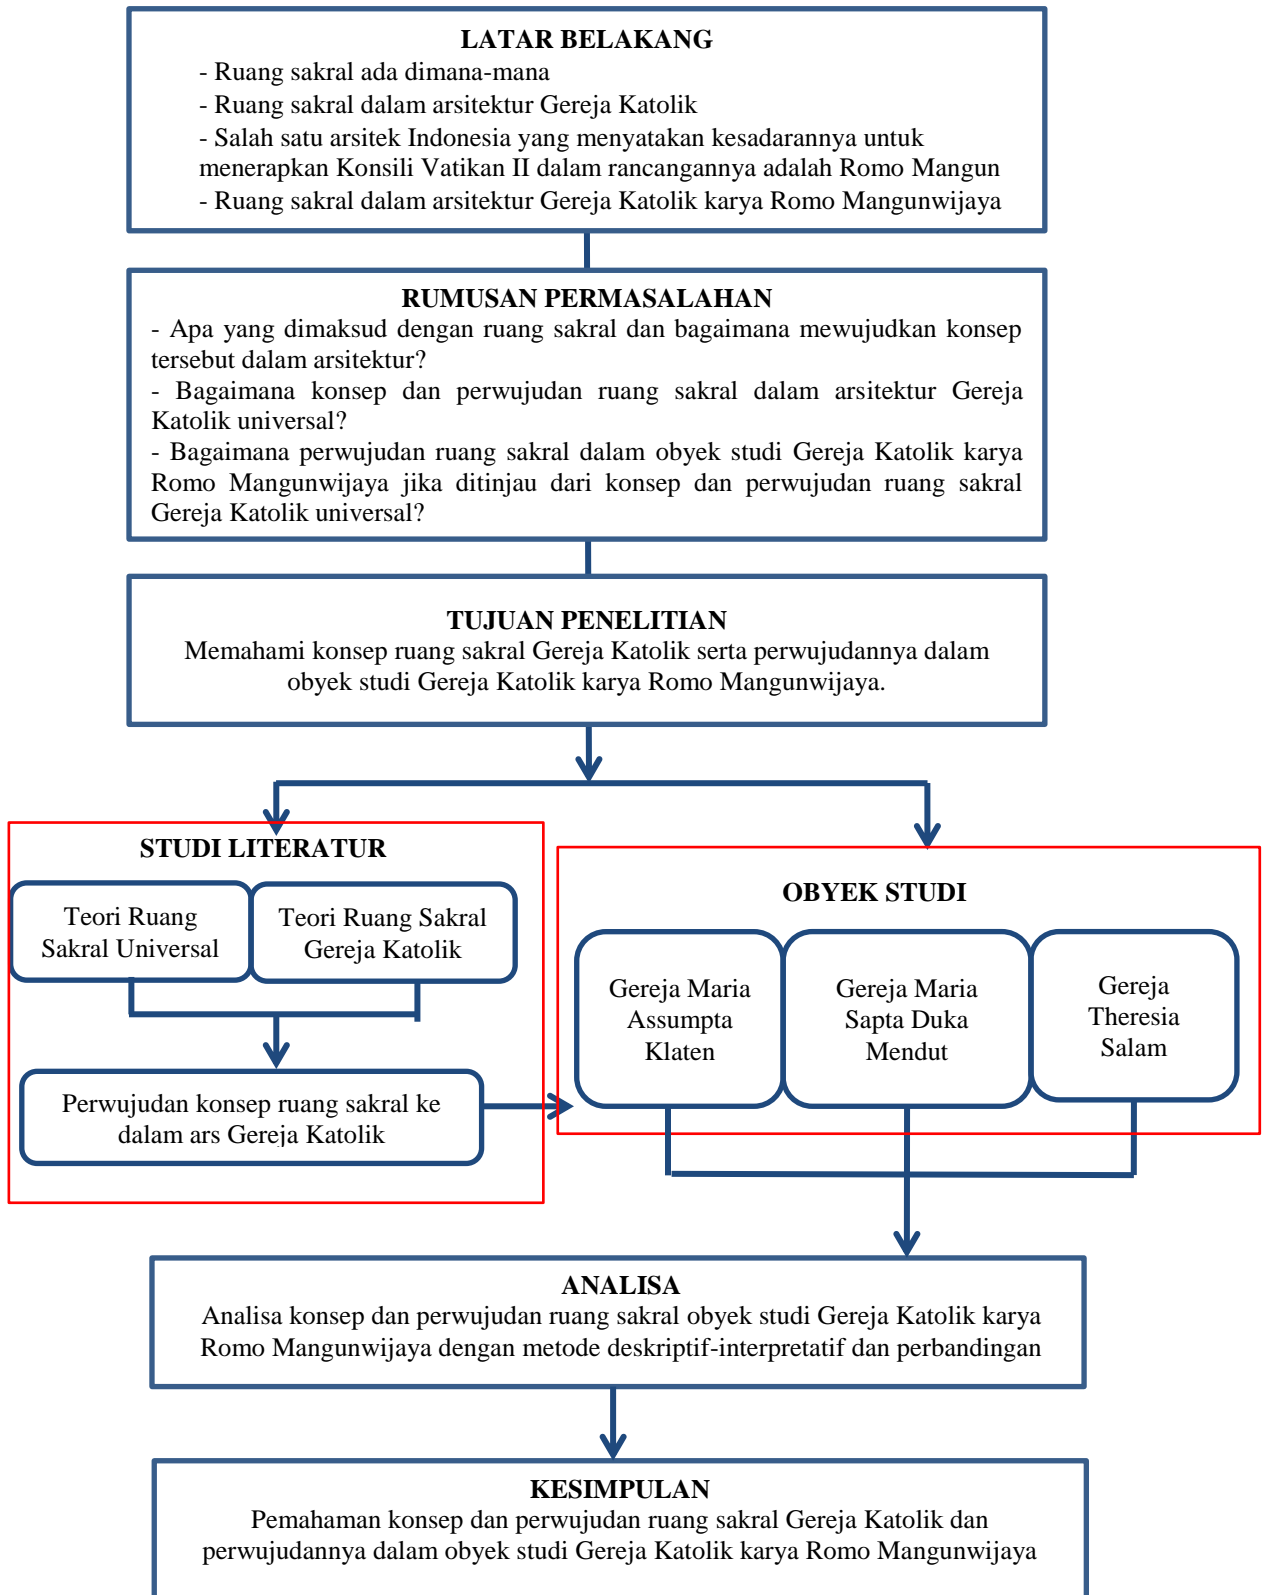 LATAR BELAKANG
- Ruang sakral ada dimana-mana
- Ruang sakral dalam arsitektur Gereja Katolik
- Salah satu arsitek Indonesia yang menyatakan kesadarannya untuk
menerapkan Konsili Vatikan II dalam rancangannya adalah Romo Mangun
- Ruang sakral dalam arsitektur Gereja Katolik karya Romo Mangunwijaya
RUMUSAN PERMASALAHAN
- Apa yang dimaksud dengan ruang sakral dan bagaimana mewujudkan konsep
tersebut dalam arsitektur?
- Bagaimana konsep dan perwujudan ruang sakral dalam arsitektur Gereja
Katolik universal?
- Bagaimana perwujudan ruang sakral dalam obyek studi Gereja Katolik karya
Romo Mangunwijaya jika ditinjau dari konsep dan perwujudan ruang sakral
Gereja Katolik universal?
TUJUAN PENELITIAN
Memahami konsep ruang sakral Gereja Katolik serta perwujudannya dalam
obyek studi Gereja Katolik karya Romo Mangunwijaya.
STUDI LITERATUR
Teori Ruang
Sakral Universal
Teori Ruang Sakral
Gereja Katolik
Perwujudan konsep ruang sakral ke
dalam ars Gereja Katolik
OBYEK STUDI
Gereja Maria
Assumpta
Klaten
Gereja Maria
Sapta Duka
Mendut
Gereja
Theresia
Salam
ANALISA
Analisa konsep dan perwujudan ruang sakral obyek studi Gereja Katolik karya
Romo Mangunwijaya dengan metode deskriptif-interpretatif dan perbandingan
KESIMPULAN
Pemahaman konsep dan perwujudan ruang sakral Gereja Katolik dan
perwujudannya dalam obyek studi Gereja Katolik karya Romo Mangunwijaya